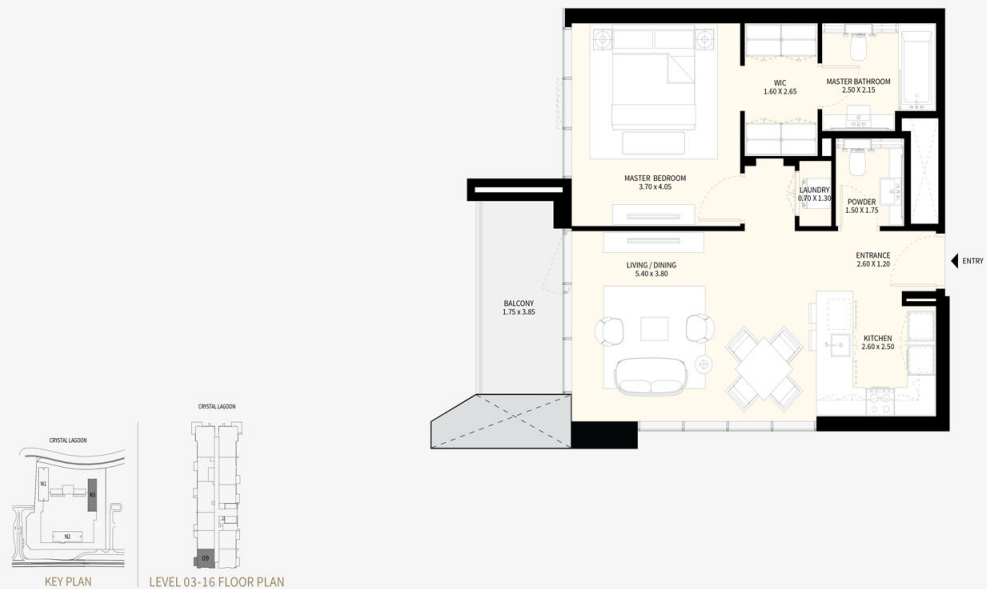 WIC
1.60 X 2.65
MASTER BATHROOM
2.50 X 2.15
MASTER BEDROOM
3.70 x 4.05
LAUNDRY
0.70 X 1.30
POWDER
1.50 X 1.75
LIVING / DINING
5.40 x 3.80
ENTRANCE
2.60 X 1.20
ENTRY
BALCONY
1.75 x 3.85
KITCHEN
2.60 x 2.50
CRYSTAL LAGOON
N1
N3
N2
KEY PLAN
CRYSTAL LAGOON
09
LEVEL 03-16 FLOOR PLAN